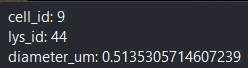 cell_id: 9
lys_id: 44
diameter_um: 0.5135305714607239